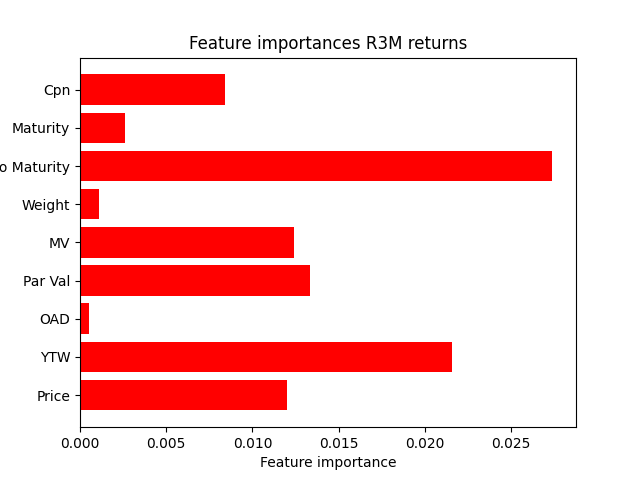 Feature importances R3M returns
Cpn
Maturity
o Maturity
Weight
MV
Par Val
OAD
YTW
Price
0.000 0.005 0.010 0.015 0.020 0.025
Feature importance